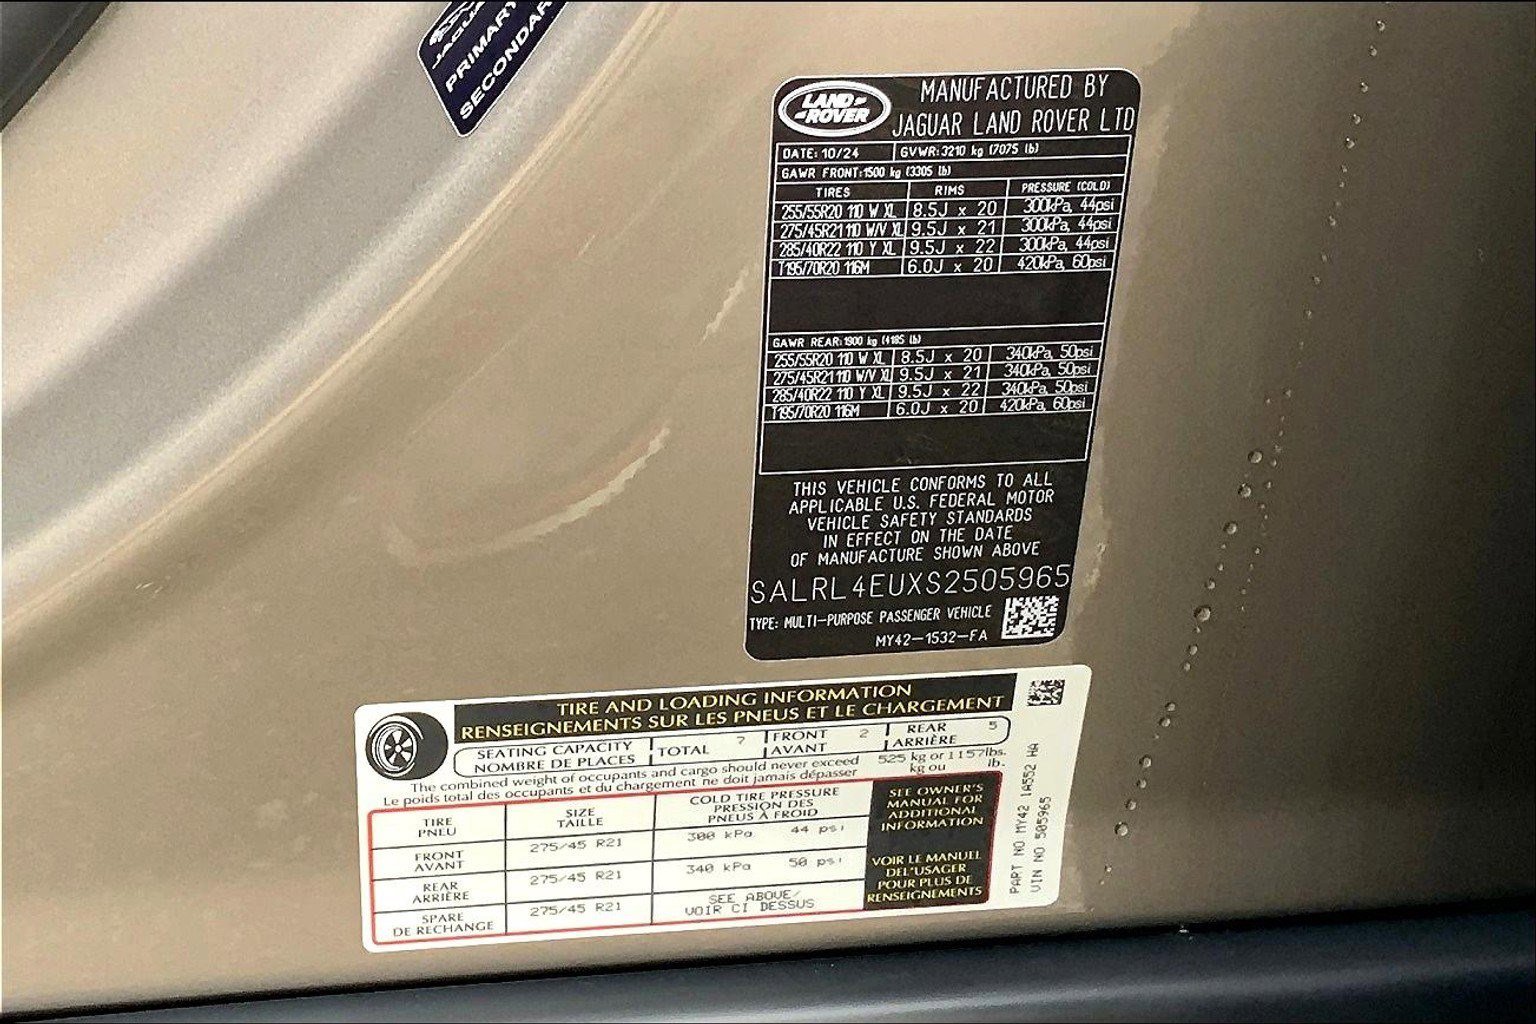 JAGUA
PRIMARY
SECONDAR
LAND ROVER
MANUFACTURED BY
JAGUAR LAND ROVER LTD
DATE: 10/24 GVWR: 3210 kg (7075 lb)
GAWR FRONT: 1500 kg (3305 lb)
TIRES RIMS PRESSURE (COLD)
255/55R20 110 W XL 8.5J x 20 300kPa, 44psi
275/45R21 110 W/V XL 9.5J x 21 300kPa, 44psi
285/40R22 110 Y XL 9.5J x 22 300kPa, 44psi
T195/70R20 116M 6.0J x 20 420kPa, 60psi
GAWR REAR: 1900 kg (4185 lb)
255/55R20 110 W XL 8.5J x 20 340kPa, 50psi
275/45R21 110 W/V XL 9.5J x 21 340kPa, 50psi
285/40R22 110 Y XL 9.5J x 22 340kPa, 50psi
T195/70R20 116M 6.0J x 20 420kPa, 60psi
THIS VEHICLE CONFORMS TO ALL
APPLICABLE U.S. FEDERAL MOTOR
VEHICLE SAFETY STANDARDS
IN EFFECT ON THE DATE
OF MANUFACTURE SHOWN ABOVE
SALRL4EUXS2505965
TYPE: MULTI-PURPOSE PASSENGER VEHICLE
MY42-1532-FA
TIRE AND LOADING INFORMATION
RENSEIGNEMENTS SUR LES PNEUS ET LE CHARGEMENT
SEATING CAPACITY TOTAL 7 FRONT 2 REAR 5
NOMBRE DE PLACES AVANT ARRIÈRE
The combined weight of occupants and cargo should never exceed 525 kg or 1157lbs.
Le poids total des occupants et du chargement ne doit jamais dépasser kg ou lb.
TIRE SIZE COLD TIRE PRESSURE
PNEU TAILLE PRESSION DES
PNEUS À FROID
FRONT 275/45 R21 300 kPa 44 psi
AVANT
REAR 275/45 R21 340 kPa 50 psi
ARRIÈRE
SPARE 275/45 R21 SEE ABOVE/
DE RECHANGE VOIR CI DESSUS
SEE OWNER'S
MANUAL FOR
ADDITIONAL
INFORMATION
VOIR LE MANUEL
DEL'USAGER
POUR PLUS DE
RENSEIGNEMENTS
PART NO MY42 1A552 HA
VIN NO 505965